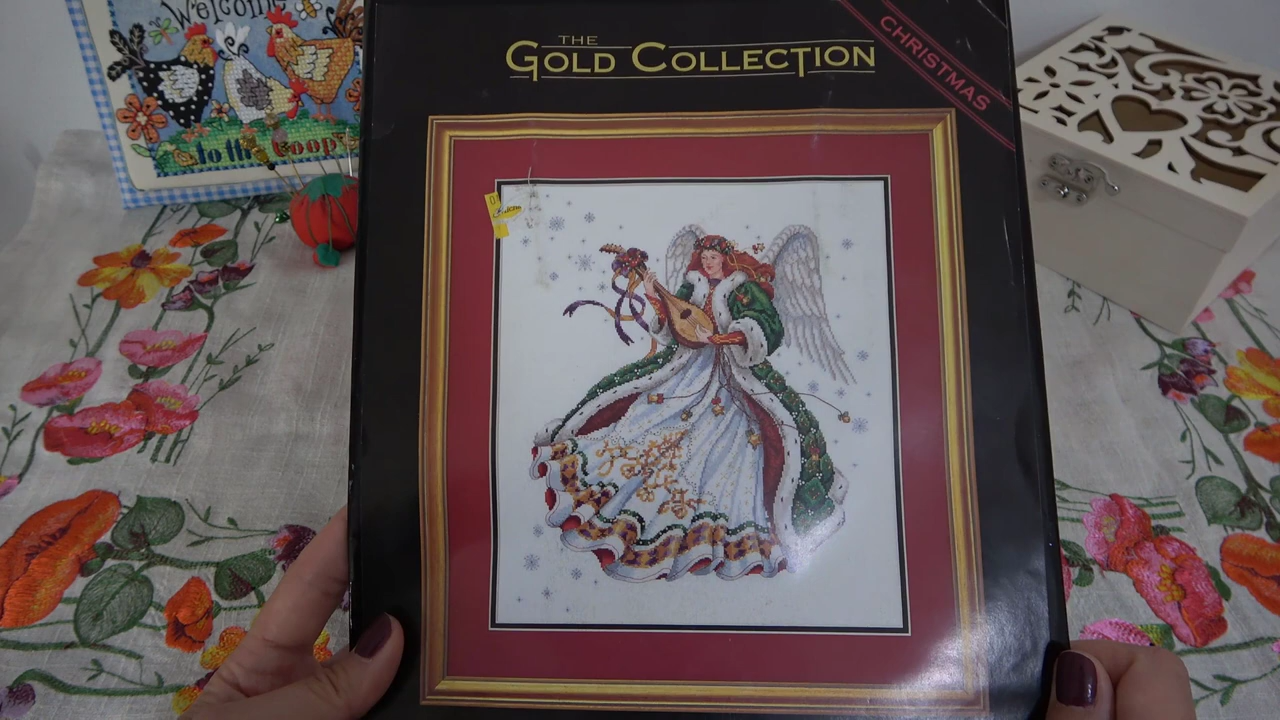 Welcome
to the Coop
THE
GOLD COLLECTION
CHRISTMAS